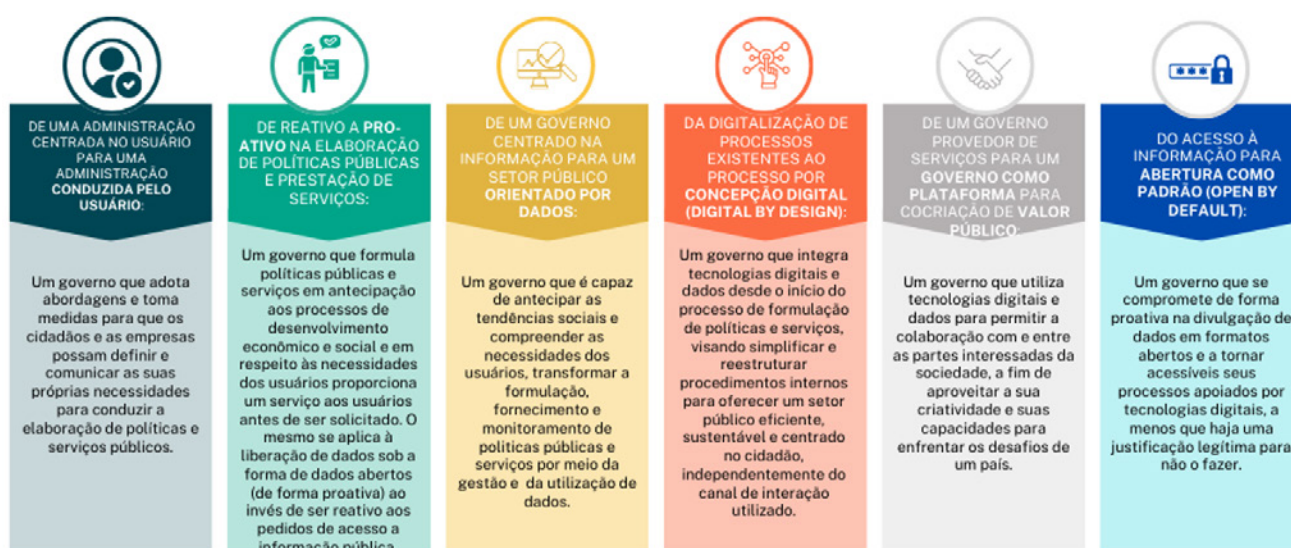 DE UMA ADMINISTRAÇÃO
CENTRADA NO USUÁRIO
PARA UMA
ADMINISTRAÇÃO
CONDUZIDA PELO
USUÁRIO:
Um governo que adota
abordagens e toma
medidas para que os
cidadãos e as empresas
possam definir e
comunicar as suas
próprias necessidades
para conduzir a
elaboração de políticas e
serviços públicos.
DE REATIVO A PRO-
ATIVO NA ELABORAÇÃO
DE POLÍTICAS PÚBLICAS
E PRESTAÇÃO DE
SERVIÇOS:
Um governo que formula
políticas públicas e
serviços em antecipação
aos processos de
desenvolvimento
econômico e social e em
respeito às necessidades
dos usuários proporciona
um serviço aos usuários
antes de ser solicitado. O
mesmo se aplica à
liberação de dados sob a
forma de dados abertos
(de forma proativa) ao
invés de ser reativo aos
pedidos de acesso a
informação pública
DE UM GOVERNO
CENTRADO NA
INFORMAÇÃO PARA UM
SETOR PÚBLICO
ORIENTADO POR
DADOS:
Um governo que é capaz
de antecipar as
tendências sociais e
compreender as
necessidades dos
usuários, transformar a
formulação,
fornecimento e
monitoramento de
políticas públicas e
serviços por meio da
gestão e da utilização de
dados.
DA DIGITALIZAÇÃO DE
PROCESSOS
EXISTENTES AO
PROCESSO POR
CONCEPÇÃO DIGITAL
(DIGITAL BY DESIGN):
Um governo que integra
tecnologias digitais e
dados desde o início do
processo de formulação
de políticas e serviços,
visando simplificar e
reestruturar
procedimentos internos
para oferecer um setor
público eficiente,
sustentável e centrado
no cidadão,
independentemente do
canal de interação
utilizado.
DE UM GOVERNO
PROVEDOR DE
SERVIÇOS PARA UM
GOVERNO COMO
PLATAFORMA PARA
COCRIAÇÃO DE VALOR
PÚBLICO:
Um governo que utiliza
tecnologias digitais e
dados para permitir a
colaboração com e entre
as partes interessadas da
sociedade, a fim de
aproveitar a sua
criatividade e suas
capacidades para
enfrentar os desafios de
um país.
***
DO ACESSO À
INFORMAÇÃO PARA
ABERTURA COMO
PADRÃO (OPEN BY
DEFAULT):
Um governo que se
compromete de forma
proativa na divulgação de
dados em formatos
abertos e a tornar
acessíveis seus
processos apoiados por
tecnologias digitais, a
menos que haja uma
justificação legítima para
não o fazer.